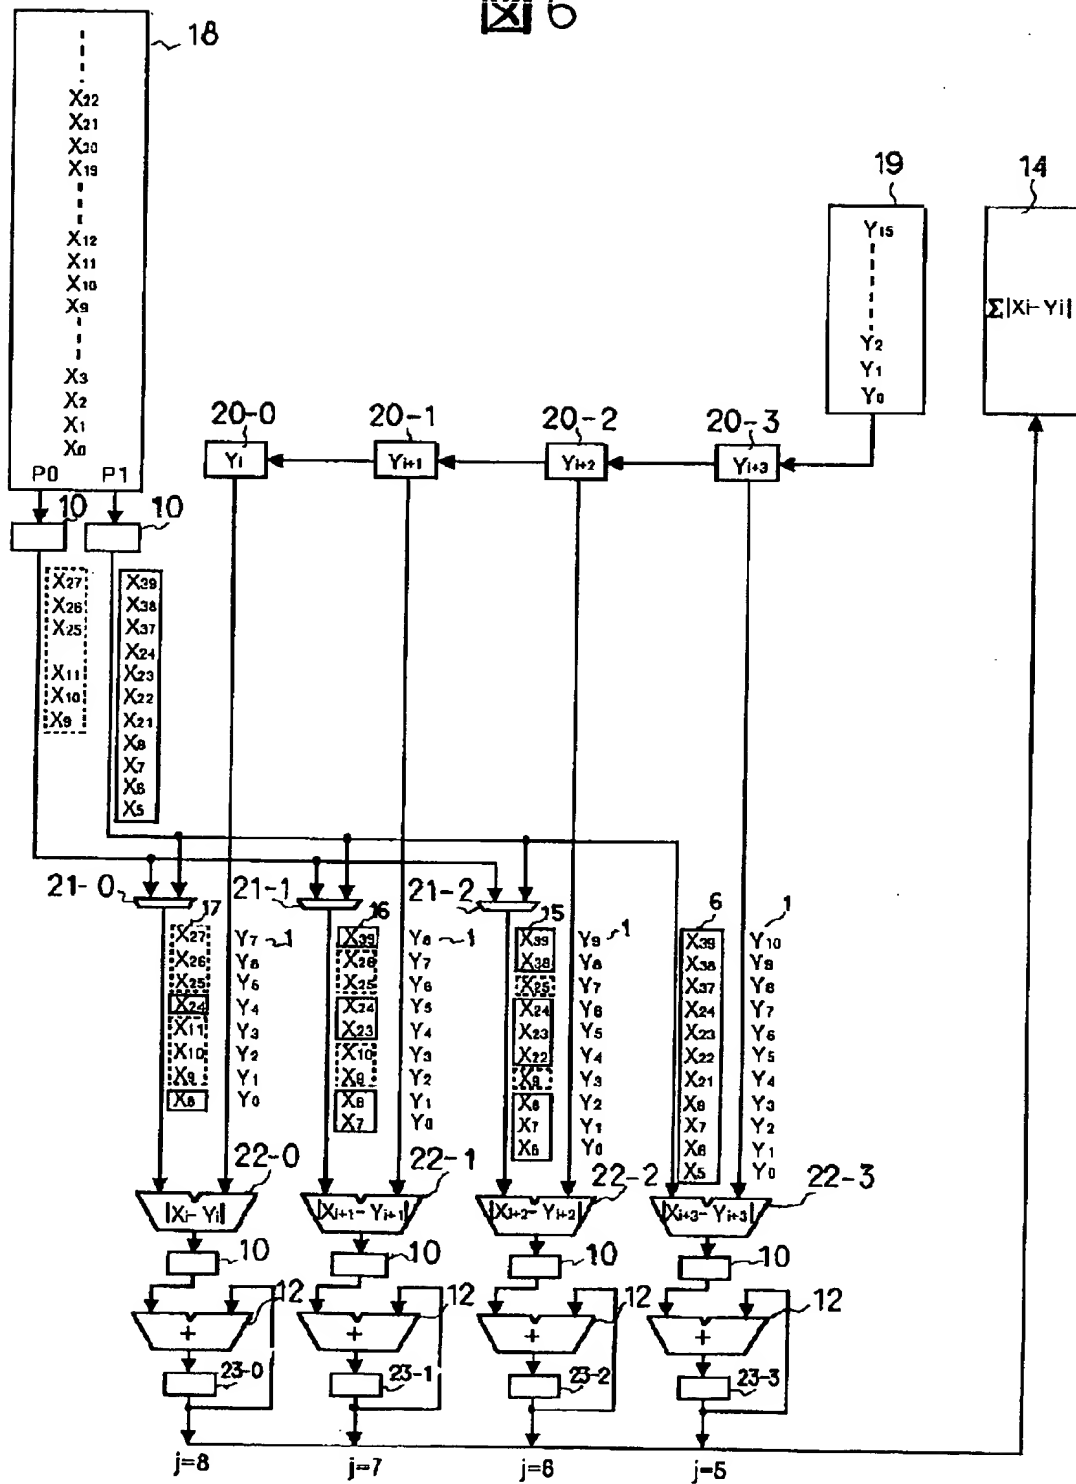 図 6
18
X22
X21
X20
X19
X12
X11
X10
X9
X3
X2
X1
X0
P0 P1
19
Y15
Y2
Y1
Y0
14
Σ|Xi-Yi|
20-0 20-1 20-2 20-3
Yi Yi+1 Yi+2 Yi+3
10 10
X27 X39
X26 X38
X25 X37
X24
X11 X23
X10 X22
X9 X21
X8
X7
X6
X5
21-0 21-1 21-2
17 16 15 6 1
X27 Y7 1 X39 Y8 1 X39 Y9 1 X39 Y10
X26 Y6 X26 Y7 X38 Y8 X38 Y9
X25 Y5 X25 Y6 X25 Y7 X37 Y8
X24 Y4 X24 Y5 X24 Y6 X24 Y7
X11 Y3 X23 Y4 X23 Y5 X23 Y6
X10 Y2 X10 Y3 X22 Y4 X22 Y5
X9 Y1 X9 Y2 X9 Y3 X21 Y4
X8 Y0 X8 Y1 X8 Y2 X8 Y3
X7 Y0 X7 Y1 X7 Y2
X6 Y0 X6 Y1
X5 Y0
22-0 22-1 22-2 22-3
|Xi-Yi| |Xi+1-Yi+1| |Xi+2-Yi+2| |Xi+3-Yi+3|
10 10 10 10
12 12 12 12
+ + + +
23-0 23-1 23-2 23-3
j=8 j=7 j=6 j=5